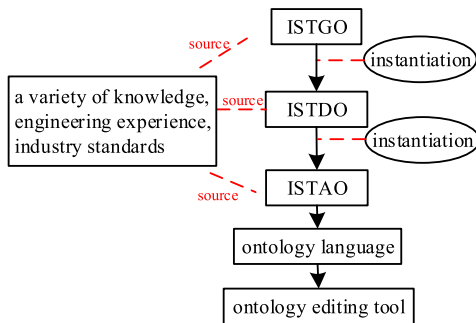 ISTGO
source
instantiation
a variety of knowledge,
engineering experience,
industry standards
source
ISTDO
instantiation
source
ISTAO
ontology language
ontology editing tool